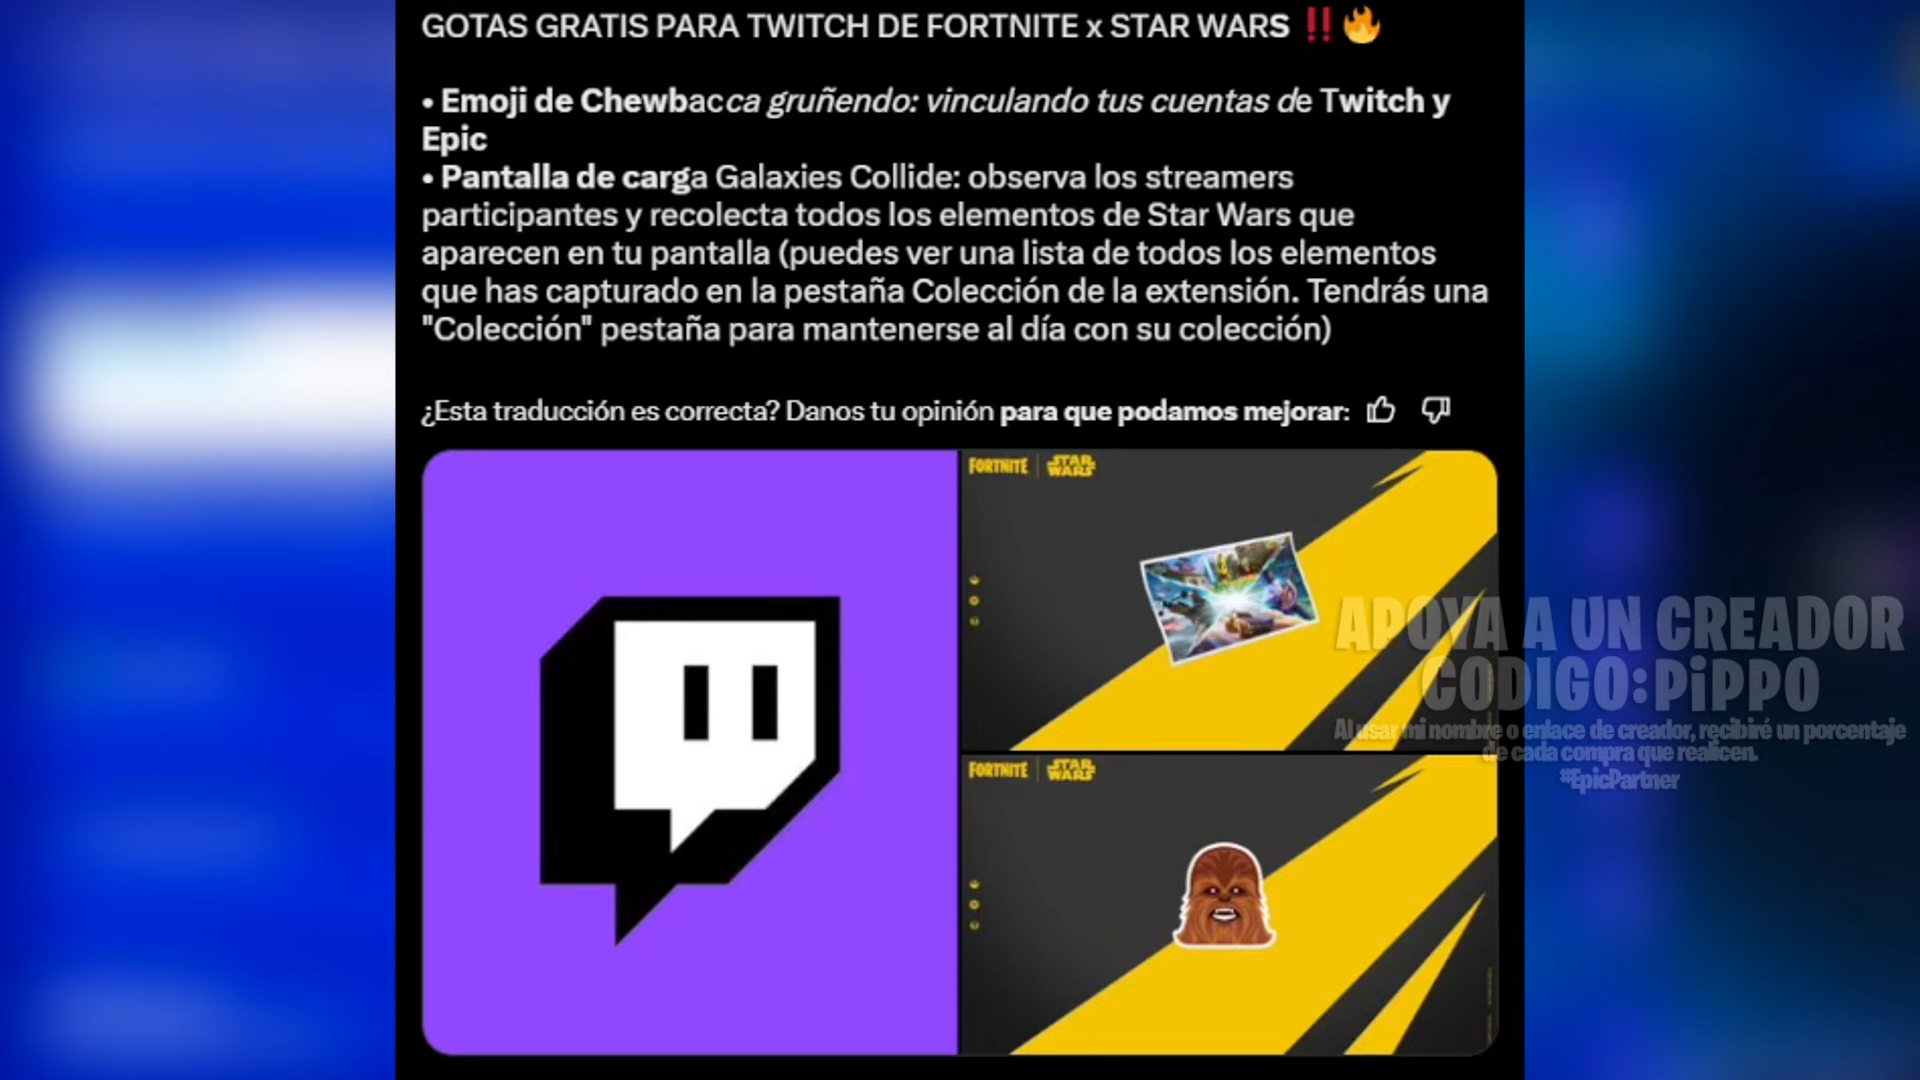 GOTAS GRATIS PARA TWITCH DE FORTNITE x STAR WARS ‼️🔥
• Emoji de Chewbacca gruñendo: vinculando tus cuentas de Twitch y
Epic
• Pantalla de carga Galaxies Collide: observa los streamers
participantes y recolecta todos los elementos de Star Wars que
aparecen en tu pantalla (puedes ver una lista de todos los elementos
que has capturado en la pestaña Colección de la extensión. Tendrás una
"Colección" pestaña para mantenerse al día con su colección)
¿Esta traducción es correcta? Danos tu opinión para que podamos mejorar:
FORTNITE | STAR WARS
APOYA A UN CREADOR
CODIGO:PiPPO
Al usar mi nombre o enlace de creador, recibiré un porcentaje
de cada compra que realicen.
#EpicPartner
FORTNITE | STAR WARS